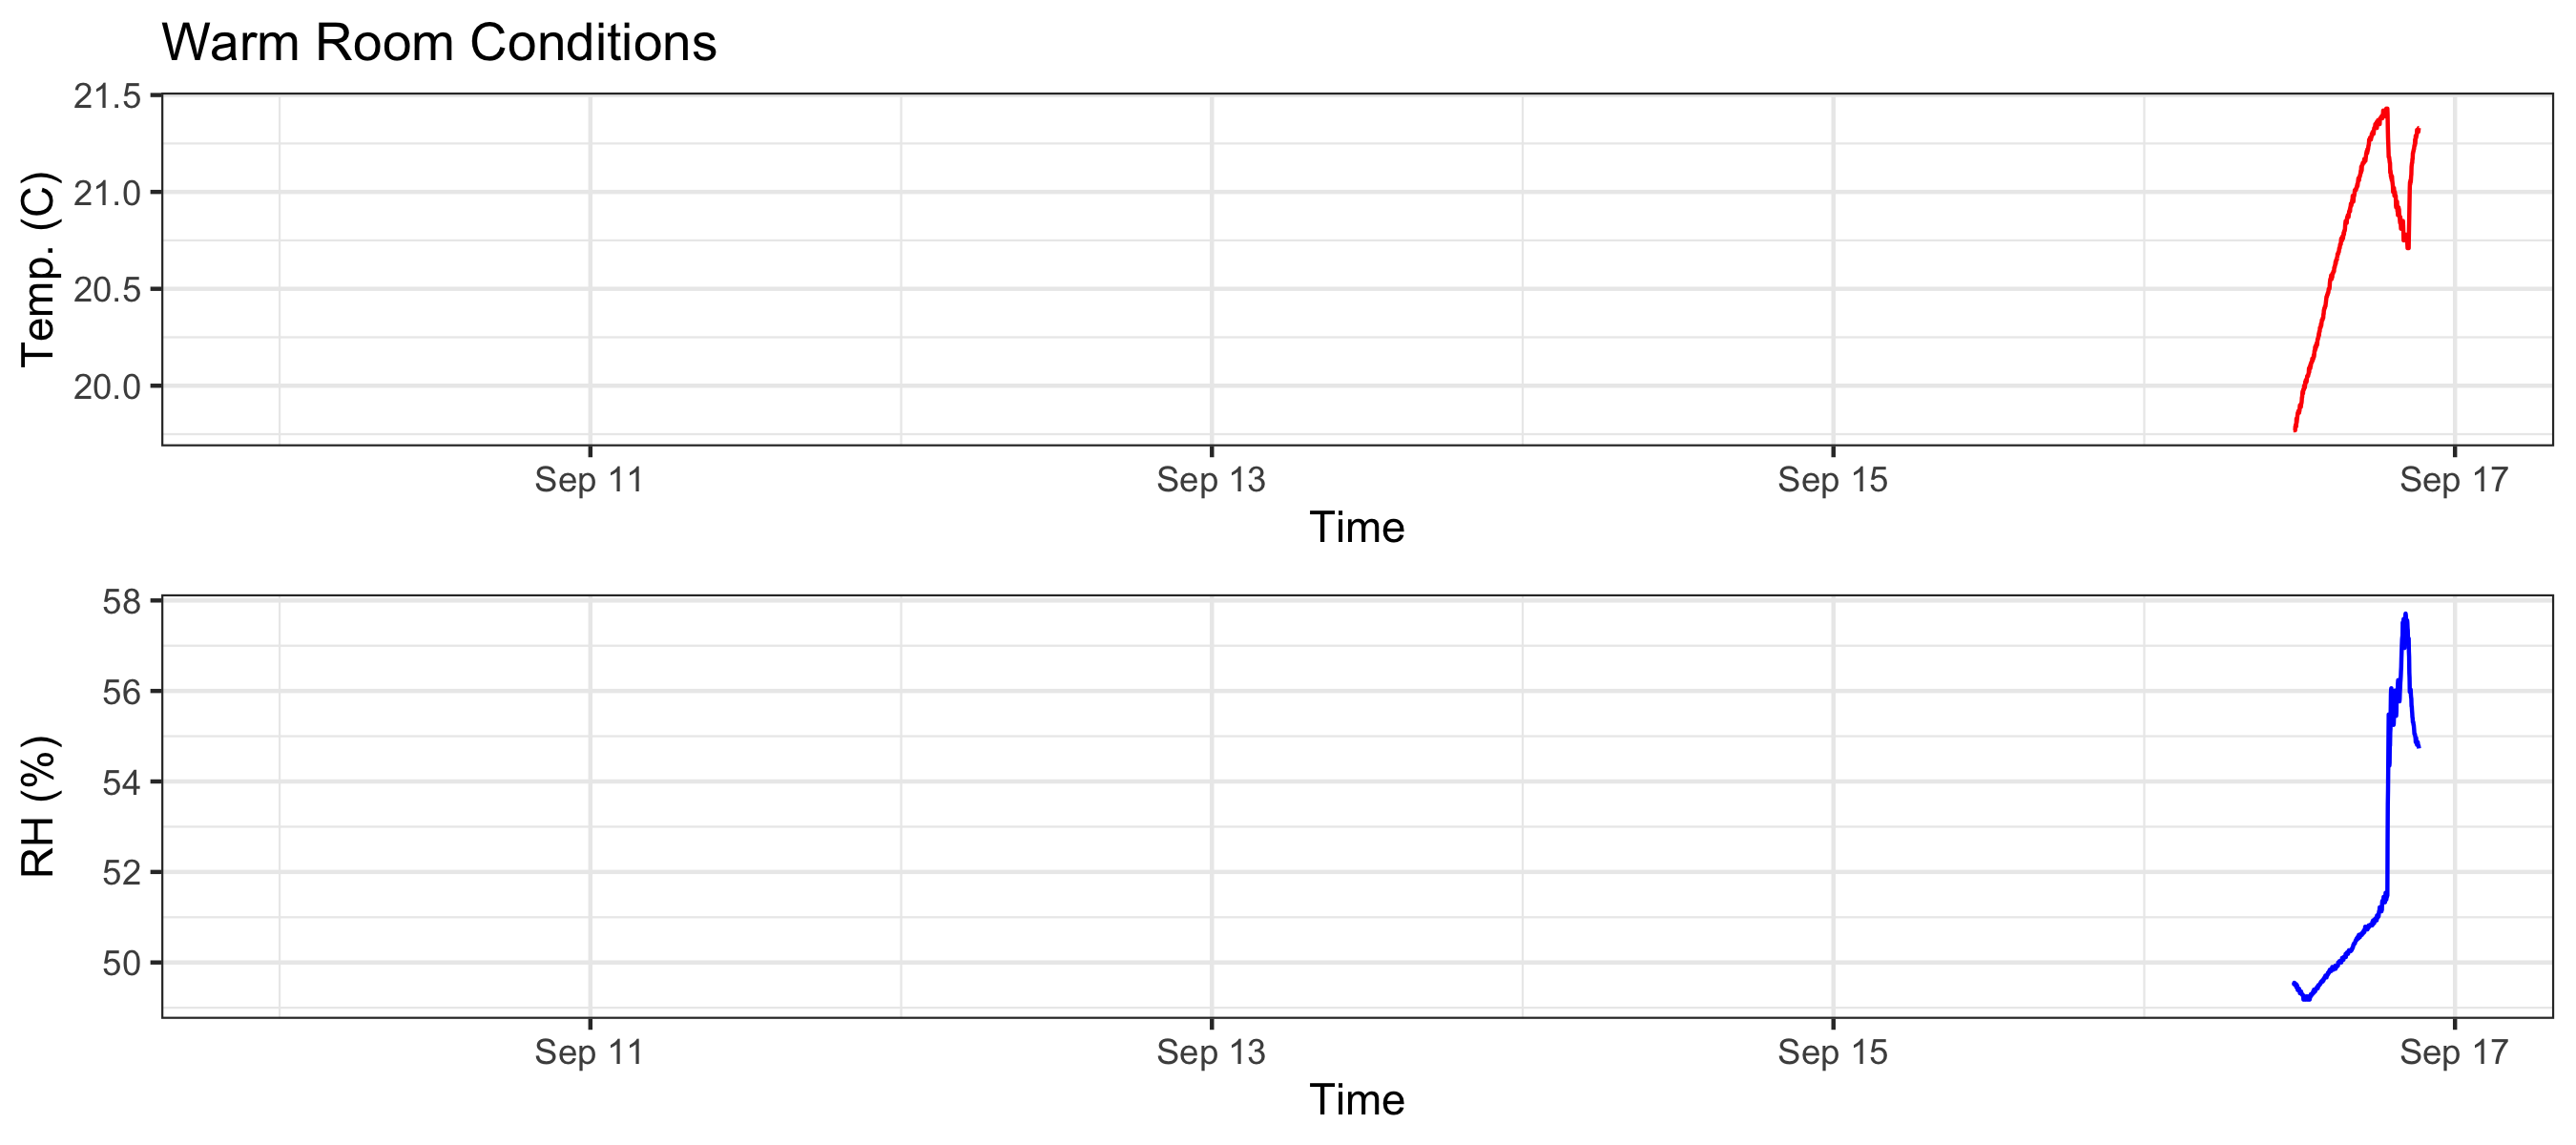 Warm Room Conditions
21.5
21.0
20.5
20.0
Temp. (C)
Sep 11 Sep 13 Sep 15 Sep 17
Time
58
56
54
52
50
RH (%)
Sep 11 Sep 13 Sep 15 Sep 17
Time